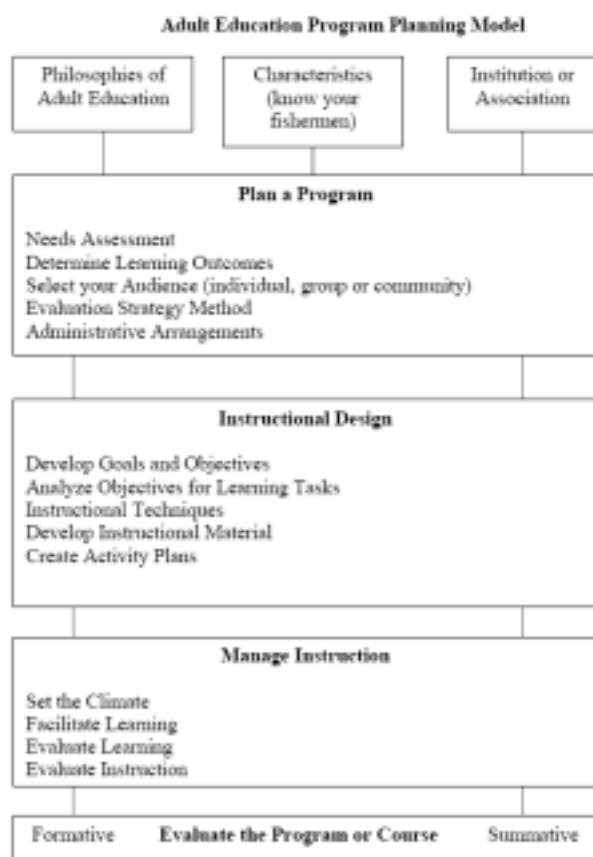 Adult Education Program Planning Model
Philosophies of
Adult Education
Characteristics
(know your
fishermen)
Institution or
Association
Plan a Program
Needs Assessment
Determine Learning Outcomes
Select your Audience (individual, group or community)
Evaluation Strategy Method
Administrative Arrangements
Instructional Design
Develop Goals and Objectives
Analyze Objectives for Learning Tasks
Instructional Techniques
Develop Instructional Material
Create Activity Plans
Manage Instruction
Set the Climate
Facilitate Learning
Evaluate Learning
Evaluate Instruction
Formative Evaluate the Program or Course Summative